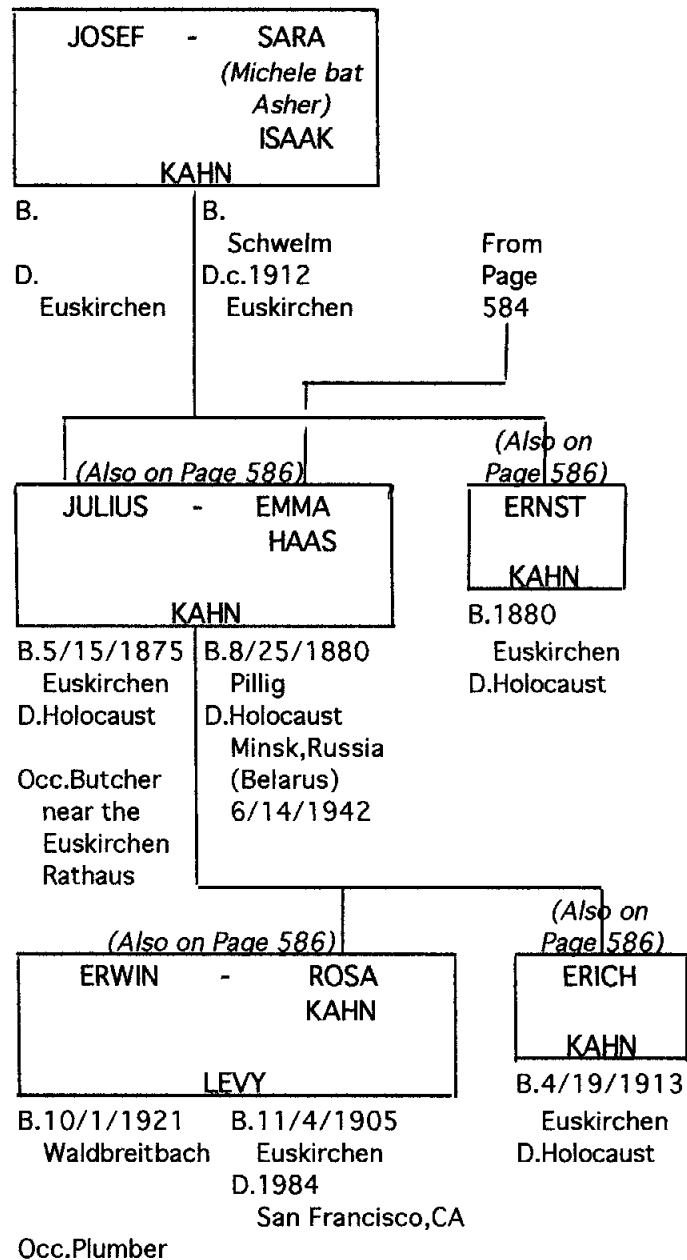 JOSEF - SARA
(Michele bat
Asher)
ISAAK
KAHN
B.
D.
Euskirchen
B.
Schwelm
D.c.1912
Euskirchen
From
Page
584
(Also on Page 586)
JULIUS - EMMA
HAAS
KAHN
B.5/15/1875
Euskirchen
D.Holocaust
Occ.Butcher
near the
Euskirchen
Rathaus
B.8/25/1880
Pillig
D.Holocaust
Minsk,Russia
(Belarus)
6/14/1942
(Also on
Page 586)
ERNST
KAHN
B.1880
Euskirchen
D.Holocaust
(Also on Page 586)
ERWIN - ROSA
KAHN
LEVY
B.10/1/1921
Waldbreitbach
Occ.Plumber
B.11/4/1905
Euskirchen
D.1984
San Francisco,CA
(Also on
Page 586)
ERICH
KAHN
B.4/19/1913
Euskirchen
D.Holocaust